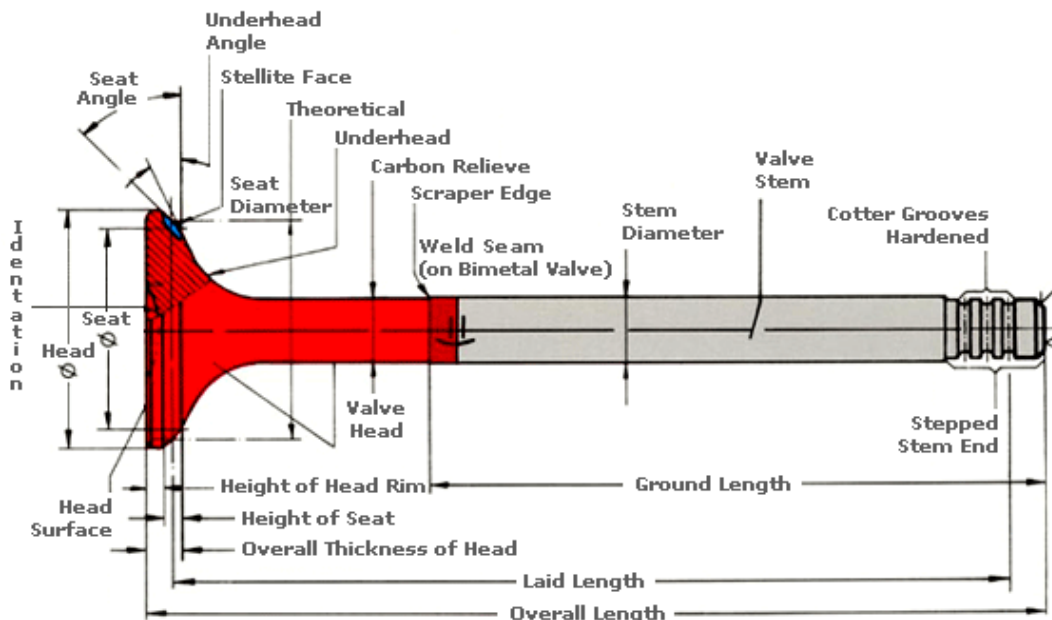 Underhead
Angle
Seat
Angle
Stellite Face
Theoretical
Underhead
Carbon Relieve
Valve
Stem
Seat
Diameter
Scraper Edge
Stem
Diameter
Cotter Grooves
Hardened
Weld Seam
(on Bimetal Valve)
Identation
Seat
Ø
Head
Ø
Valve
Head
Stepped
Stem End
Head
Surface
Height of Head Rim
Ground Length
Height of Seat
Overall Thickness of Head
Laid Length
Overall Length